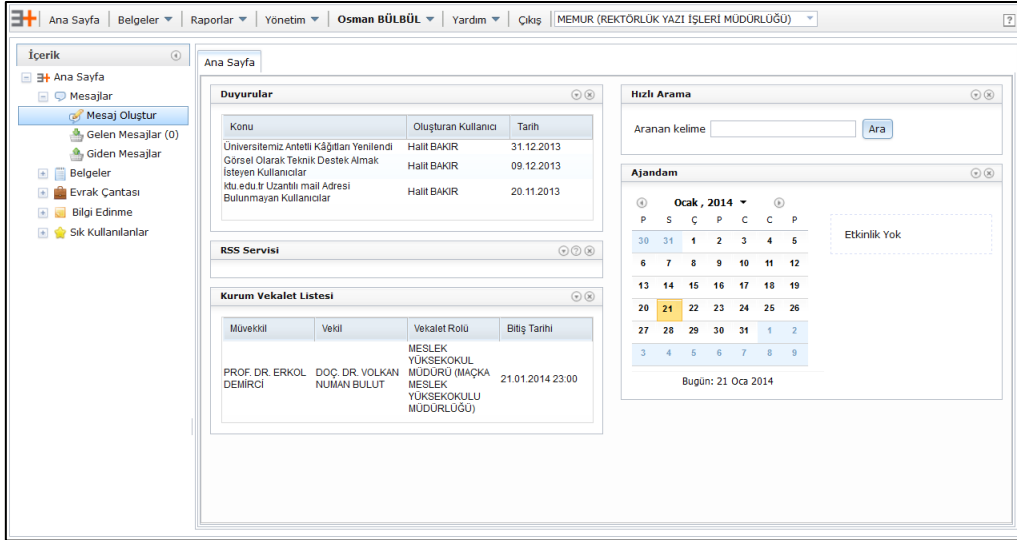 Ana Sayfa Belgeler Raporlar Yönetim Osman BÜLBÜL Yardım Çıkış MEMUR (REKTÖRLÜK YAZI İŞLERİ MÜDÜRLÜĞÜ) ?
İçerik
Ana Sayfa
Mesajlar
Mesaj Oluştur
Gelen Mesajlar (0)
Giden Mesajlar
Belgeler
Evrak Çantası
Bilgi Edinme
Sık Kullanılanlar
Ana Sayfa
Duyurular
Konu Oluşturan Kullanıcı Tarih
Üniversitemiz Antetli Kâğıtları Yenilendi Halit BAKIR 31.12.2013
Görsel Olarak Teknik Destek Almak
İsteyen Kullanıcılar Halit BAKIR 09.12.2013
ktu.edu.tr Uzantılı mail Adresi
Bulunmayan Kullanıcılar Halit BAKIR 20.11.2013
RSS Servisi
Kurum Vekalet Listesi
Müvekkil Vekil Vekalet Rolü Bitiş Tarihi
PROF. DR. ERKOL
DEMİRCİ
DOÇ. DR. VOLKAN
NUMAN BULUT
MESLEK
YÜKSEKOKUL
MÜDÜRÜ (MAÇKA
MESLEK
YÜKSEKOKULU
MÜDÜRLÜĞÜ)
21.01.2014 23:00
Hızlı Arama
Aranan kelime Ara
Ajandam
Ocak , 2014
P S Ç P C C P
30 31 1 2 3 4 5
6 7 8 9 10 11 12
13 14 15 16 17 18 19
20 21 22 23 24 25 26
27 28 29 30 31 1 2
3 4 5 6 7 8 9
Bugün: 21 Oca 2014
Etkinlik Yok